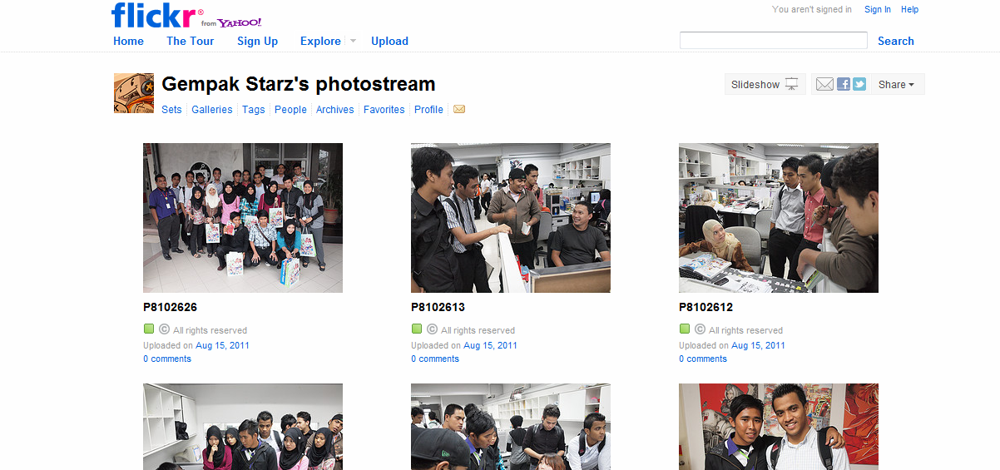 flickr® from YAHOO!
You aren't signed in Sign In Help
Home The Tour Sign Up Explore Upload Search
Gempak Starz's photostream
Slideshow Share
Sets Galleries Tags People Archives Favorites Profile
P8102626
© All rights reserved
Uploaded on Aug 15, 2011
0 comments
P8102613
© All rights reserved
Uploaded on Aug 15, 2011
0 comments
P8102612
© All rights reserved
Uploaded on Aug 15, 2011
0 comments